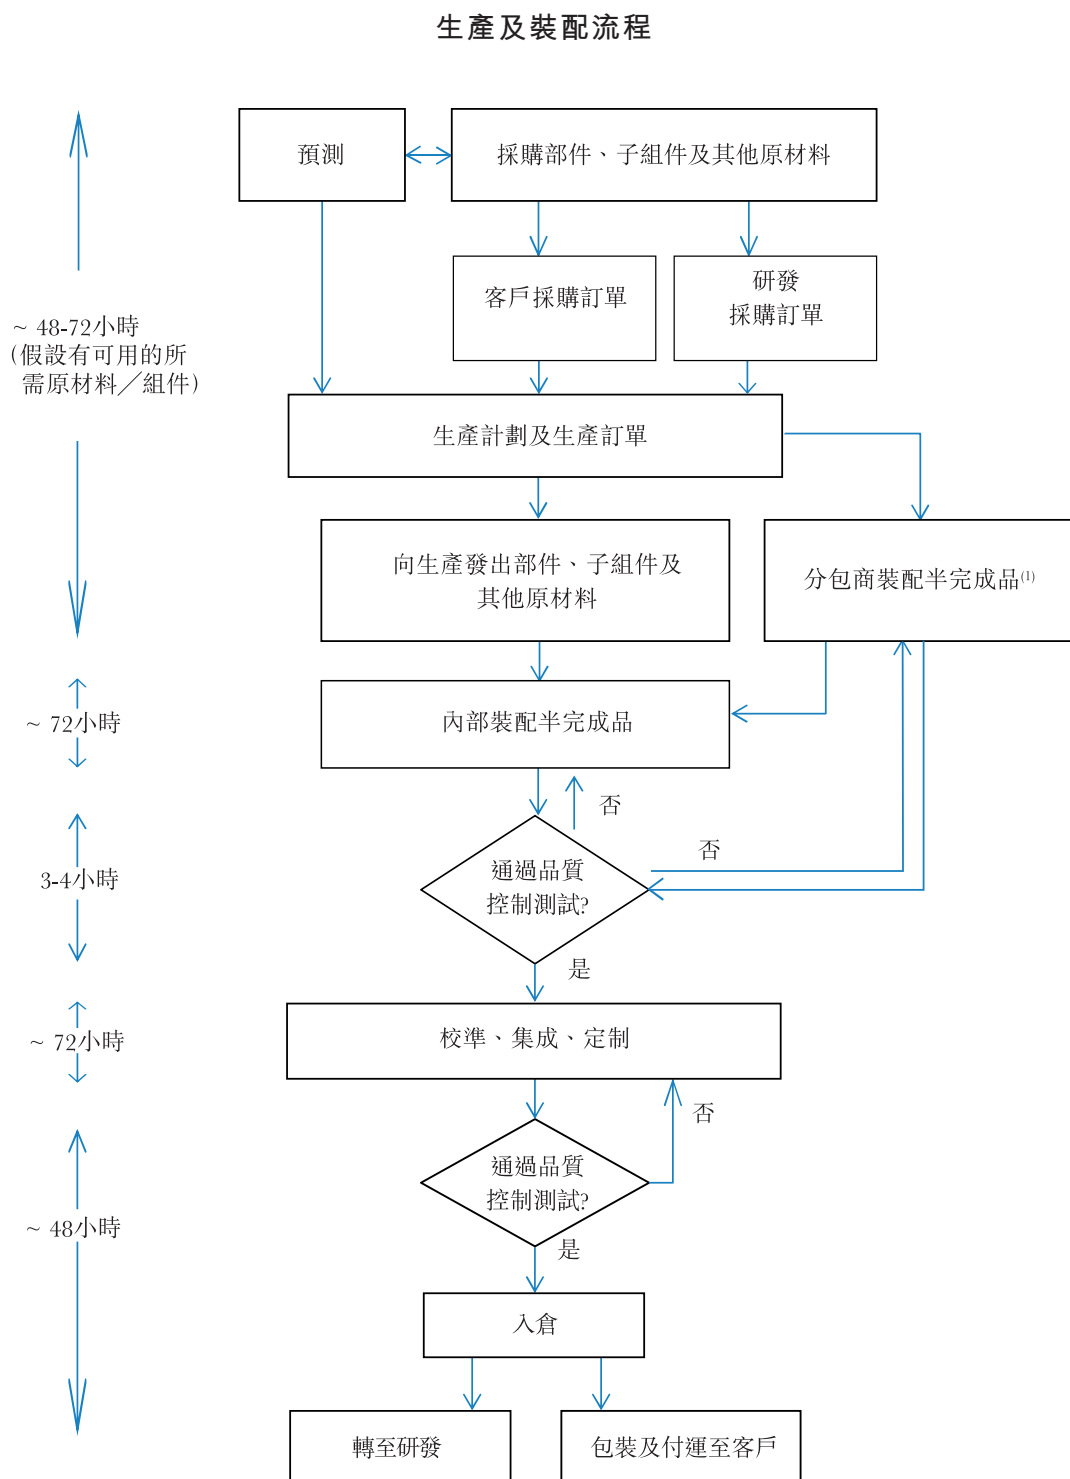 生產及裝配流程
預測
採購部件、子組件及其他原材料
客戶採購訂單
研發
採購訂單
~ 48-72小時
(假設有可用的所
需原材料／組件)
生產計劃及生產訂單
向生產發出部件、子組件及
其他原材料
分包商裝配半完成品(1)
~ 72小時
內部裝配半完成品
否
否
3-4小時
通過品質
控制測試?
是
~ 72小時
校準、集成、定制
否
通過品質
控制測試?
~ 48小時
是
入倉
轉至研發
包裝及付運至客戶